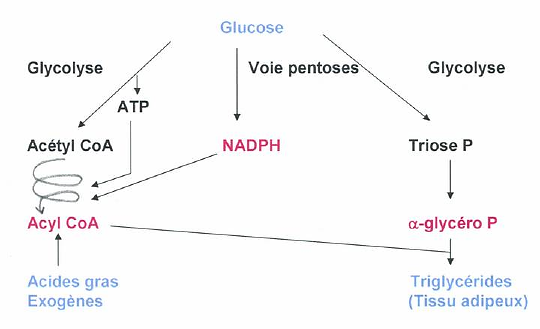 Glucose
Glycolyse
Voie pentoses
Glycolyse
ATP
Acétyl CoA
NADPH
Triose P
Acyl CoA
α-glycéro P
Acides gras
Exogènes
Triglycérides
(Tissu adipeux)